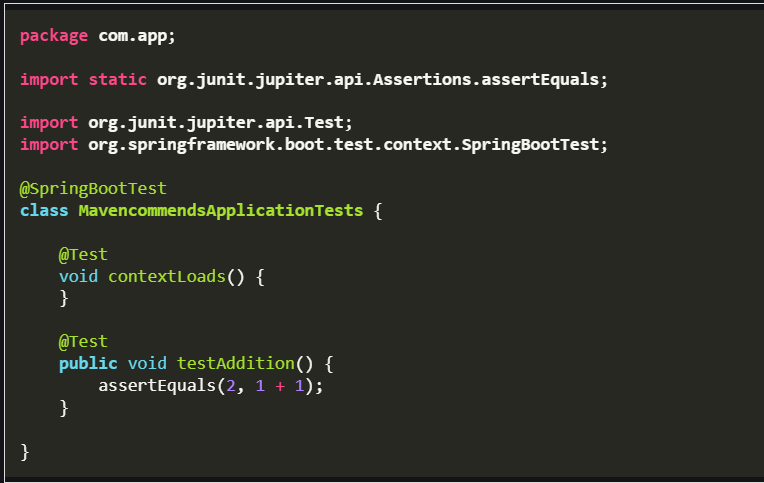 package com.app;
import static org.junit.jupiter.api.Assertions.assertEquals;
import org.junit.jupiter.api.Test;
import org.springframework.boot.test.context.SpringBootTest;
@SpringBootTest
class MavencommendsApplicationTests {
    @Test
    void contextLoads() {
    }
    @Test
    public void testAddition() {
        assertEquals(2, 1 + 1);
    }
}